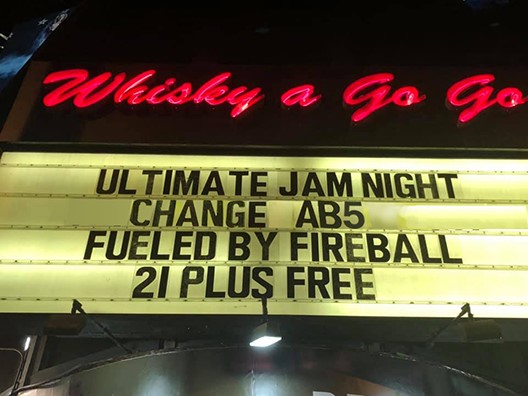 Whisky a Go Go
ULTIMATE JAM NIGHT
CHANGE AB5
FUELED BY FIREBALL
21 PLUS FREE